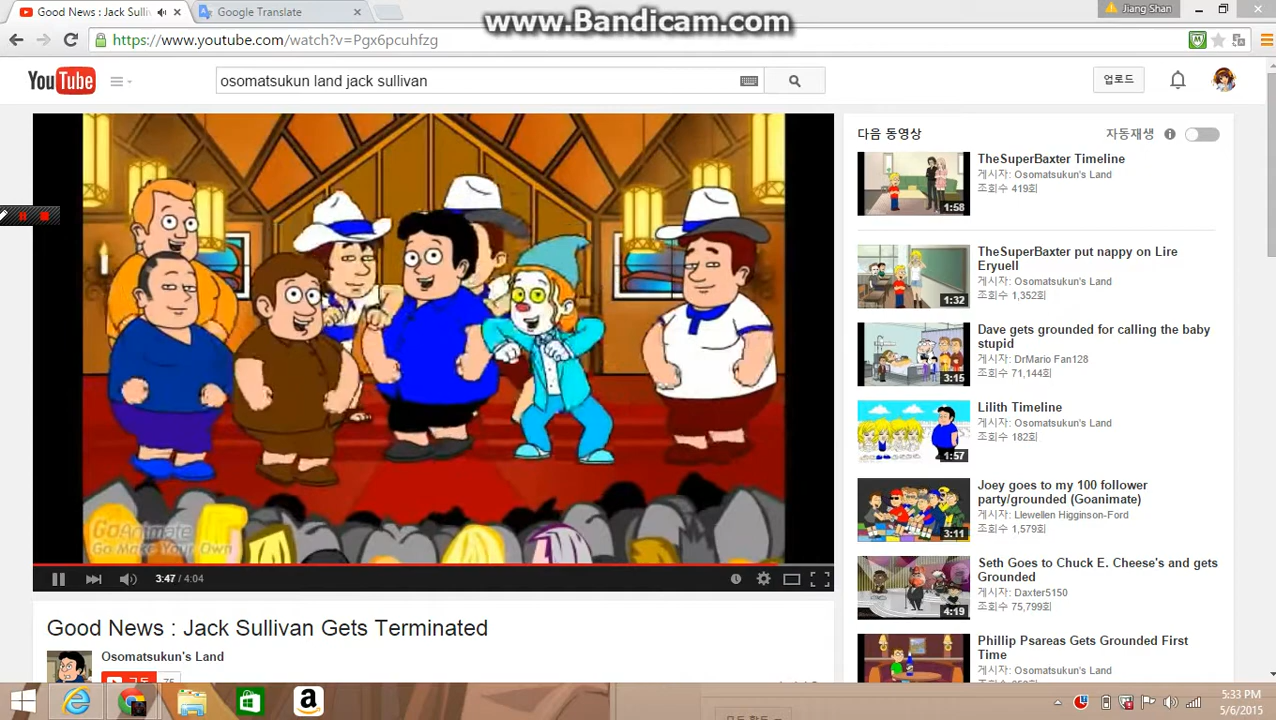 www.Bandicam.com
Good News : Jack Sulliv
Google Translate
Jiang Shan
https://www.youtube.com/watch?v=Pgx6pcuhfzg
YouTube
osomatsukun land jack sullivan
업로드
GoAnimate
Go Make Your Own
3:47 / 4:04
Good News : Jack Sullivan Gets Terminated
Osomatsukun's Land
구독
75
다음 동영상
자동재생
1:58
TheSuperBaxter Timeline
게시자: Osomatsukun's Land
조회수 419회
1:32
TheSuperBaxter put nappy on Lire
Eryuell
게시자: Osomatsukun's Land
조회수 1,352회
3:15
Dave gets grounded for calling the baby
stupid
게시자: DrMario Fan128
조회수 71,144회
1:57
Lilith Timeline
게시자: Osomatsukun's Land
조회수 182회
3:11
Joey goes to my 100 follower
party/grounded (Goanimate)
게시자: Llewellen Higginson-Ford
조회수 1,579회
4:19
Seth Goes to Chuck E. Cheese's and gets
Grounded
게시자: Daxter5150
조회수 75,799회
Phillip Psareas Gets Grounded First
Time
게시자: Osomatsukun's Land
5:33 PM
5/6/2015